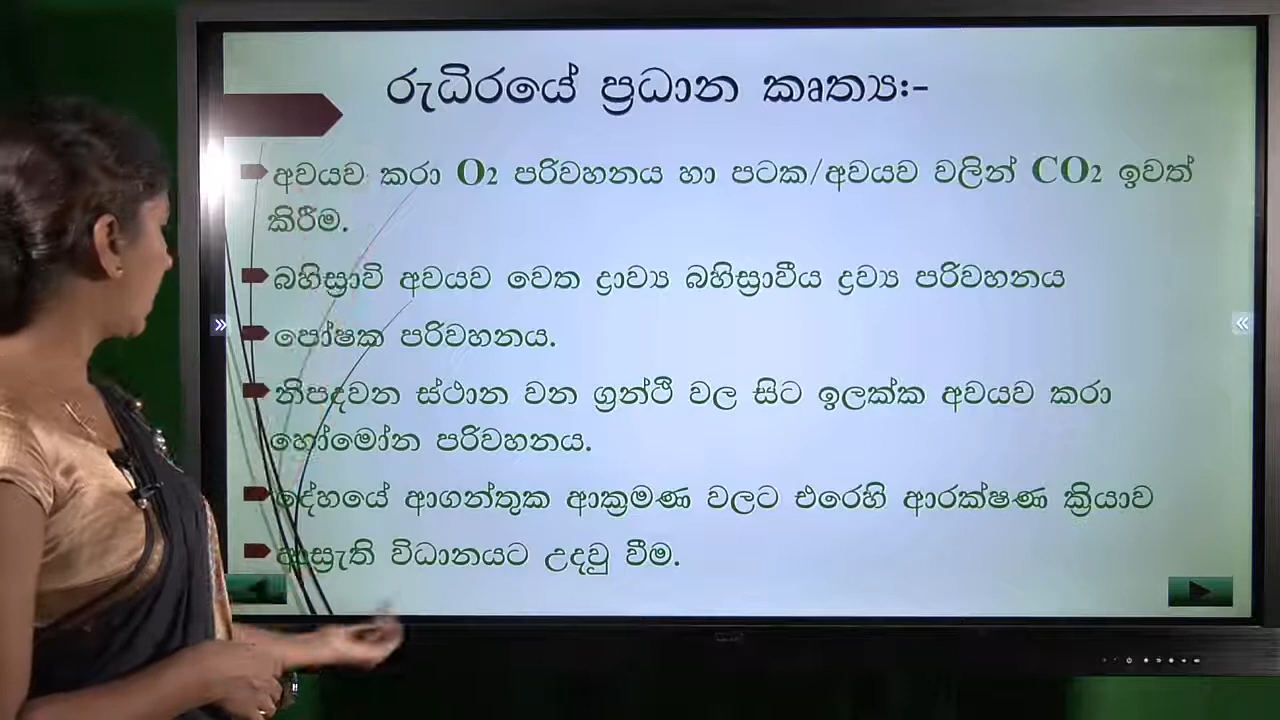 රුධිරයේ ප්‍රධාන කෘත්‍යඃ-
අවයව කරා O₂ පරිවහනය හා පටක/අවයව වලින් CO₂ ඉවත්
කිරීම.
බහිස්‍රාවි අවයව වෙත ද්‍රාව්‍ය බහිස්‍රාවීය ද්‍රව්‍ය පරිවහනය
පෝෂක පරිවහනය.
නිපදවන ස්ථාන වන ග්‍රන්ථි වල සිට ඉලක්ක අවයව කරා
හෝමෝන පරිවහනය.
දේහයේ ආගන්තුක ආක්‍රමණ වලට එරෙහි ආරක්ෂණ ක්‍රියාව
ආස්‍රැති විධානයට උදවු වීම.